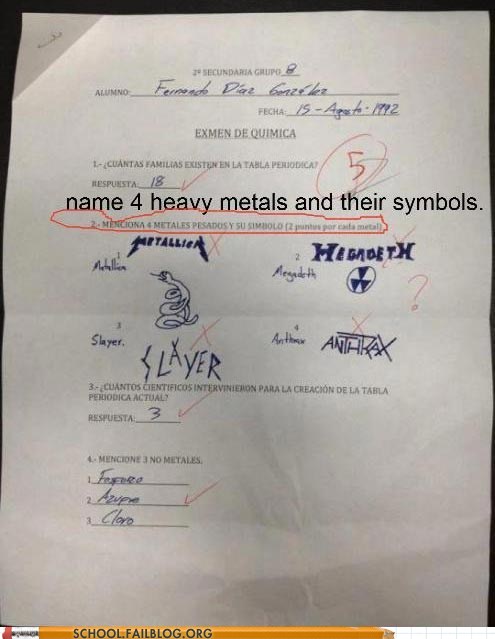 2º SECUNDARIA GRUPO B
ALUMNO: Fernando Díaz González
FECHA: 15 - Agosto - 1992
EXMEN DE QUIMICA
1.- ¿CUÁNTAS FAMILIAS EXISTEN EN LA TABLA PERIODICA?
5
RESPUESTA: 18
name 4 heavy metals and their symbols.
2.- MENCIONA 4 METALES PESADOS Y SU SIMBOLO (2 puntos por cada metal)
1 METALLICA
Metallica
2 MEGADETH
Megadeth
?
3
Slayer.
SLAYER
4
Anthrax ANTHRAX
3.- ¿CUÁNTOS CIENTIFICOS INTERVINIERON PARA LA CREACIÓN DE LA TABLA
PERIODICA ACTUAL?
RESPUESTA: 3
4.- MENCIONE 3 NO METALES.
1 Fosforo
2 Azufre
3 Cloro
SCHOOL.FAILBLOG.ORG